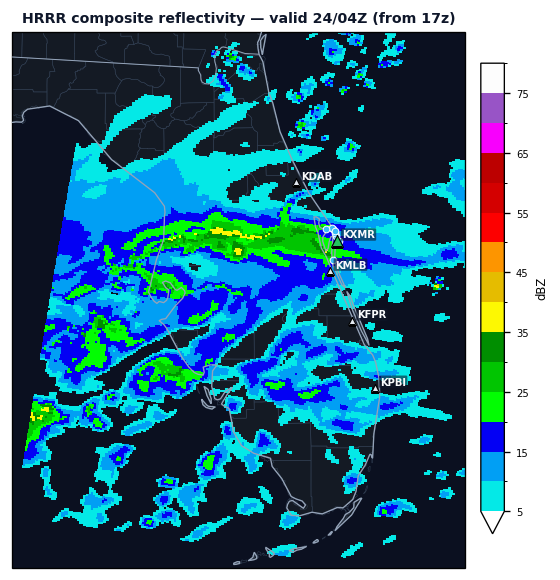 HRRR composite reflectivity — valid 24/04Z (from 17z)
KDAB
KXMR
KMLB
KFPR
KPBI
75
65
55
45
35
25
15
5
dBZ